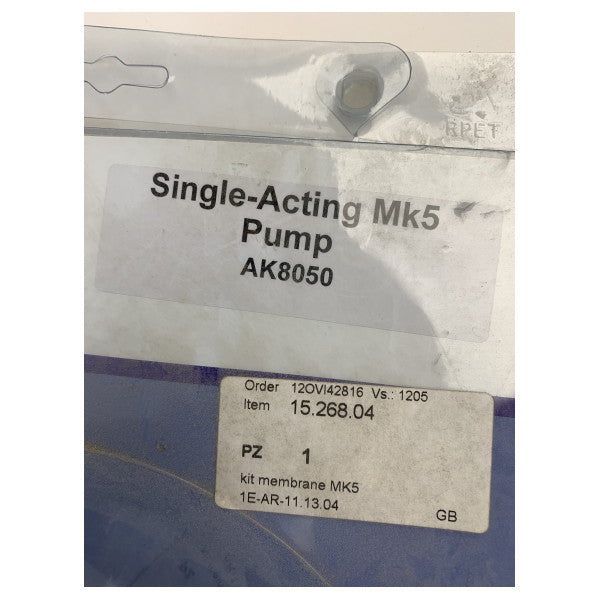 RPET
Single-Acting Mk5
Pump
AK8050
Order 12OVI42816 Vs.: 1205
Item 15.268.04
PZ 1
kit membrane MK5
1E-AR-11.13.04 GB